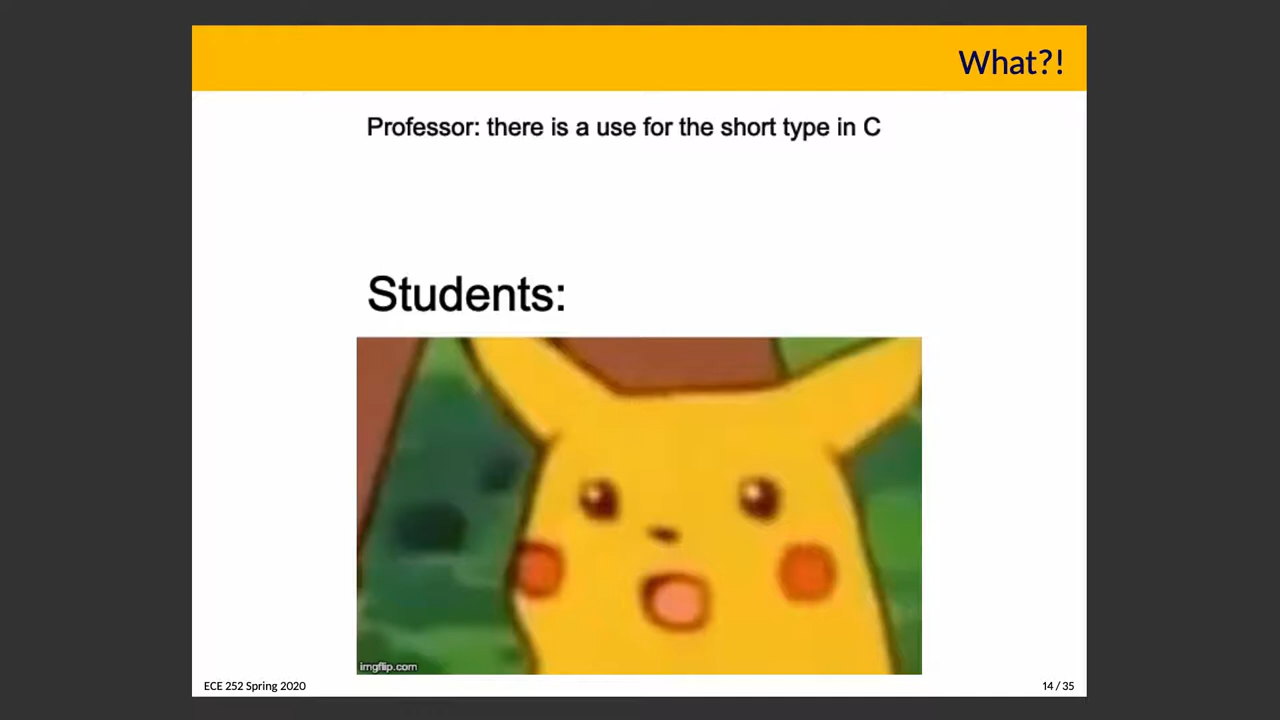 What?!
Professor: there is a use for the short type in C
Students:
imgflip.com
ECE 252 Spring 2020
14 / 35